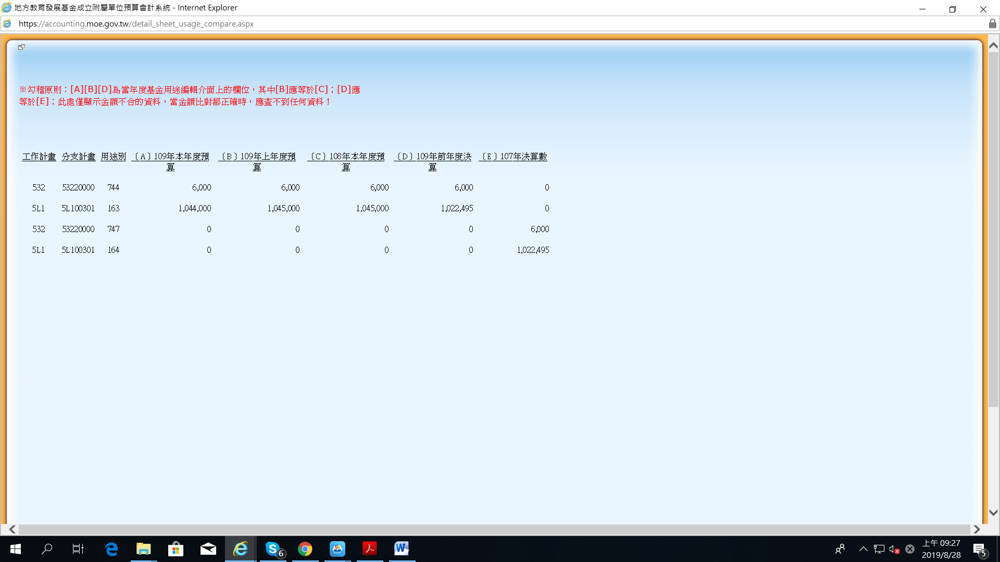 地方教育發展基金成立附屬單位預算會計系統 - Internet Explorer
https://accounting.moe.gov.tw/detail_sheet_usage_compare.aspx
※勾稽原則：[A][B][D]為當年度基金用途編輯介面上的欄位，其中[B]應等於[C]；[D]應
等於[E]；此處僅顯示金額不合的資料，當金額比對都正確時，應查不到任何資料！
工作計畫 分支計畫 用途別 〔A〕109年本年度預算 〔B〕109年上年度預算 〔C〕108年本年度預算 〔D〕109年前年度決算 〔E〕107年決算數
532 53220000 744 6,000 6,000 6,000 6,000 0
5L1 5L100301 163 1,044,000 1,045,000 1,045,000 1,022,495 0
532 53220000 747 0 0 0 0 6,000
5L1 5L100301 164 0 0 0 0 1,022,495
6
上午 09:27
2019/8/28
5